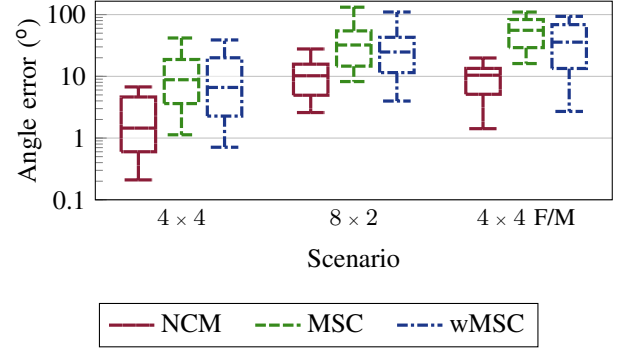 Angle error (°)
100
10
1
0.1
4 × 4
8 × 2
4 × 4 F/M
Scenario
NCM
MSC
wMSC